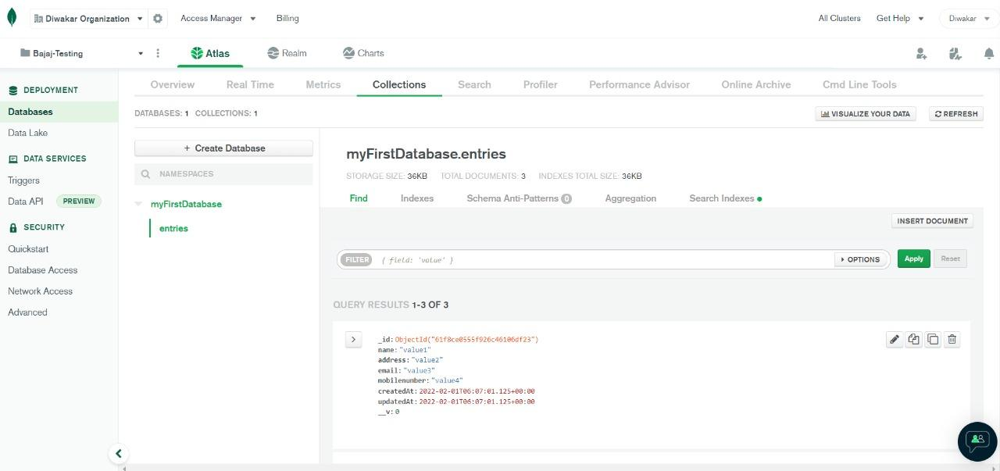 Diwakar Organization Access Manager Billing All Clusters Get Help Diwakar
Bajaj-Testing Atlas Realm Charts
DEPLOYMENT
Databases
Data Lake
DATA SERVICES
Triggers
Data API PREVIEW
SECURITY
Quickstart
Database Access
Network Access
Advanced
Overview Real Time Metrics Collections Search Profiler Performance Advisor Online Archive Cmd Line Tools
DATABASES: 1 COLLECTIONS: 1 VISUALIZE YOUR DATA REFRESH
+ Create Database
NAMESPACES
myFirstDatabase
entries
myFirstDatabase.entries
STORAGE SIZE: 36KB TOTAL DOCUMENTS: 3 INDEXES TOTAL SIZE: 36KB
Find Indexes Schema Anti-Patterns 0 Aggregation Search Indexes
INSERT DOCUMENT
FILTER { field: 'value' } OPTIONS Apply Reset
QUERY RESULTS 1-3 OF 3
_id: ObjectId("61f8ce0555f926c46106df23")
name: "value1"
address: "value2"
email: "value3"
mobilenumber: "value4"
createdAt: 2022-02-01T06:07:01.125+00:00
updatedAt: 2022-02-01T06:07:01.125+00:00
__v: 0